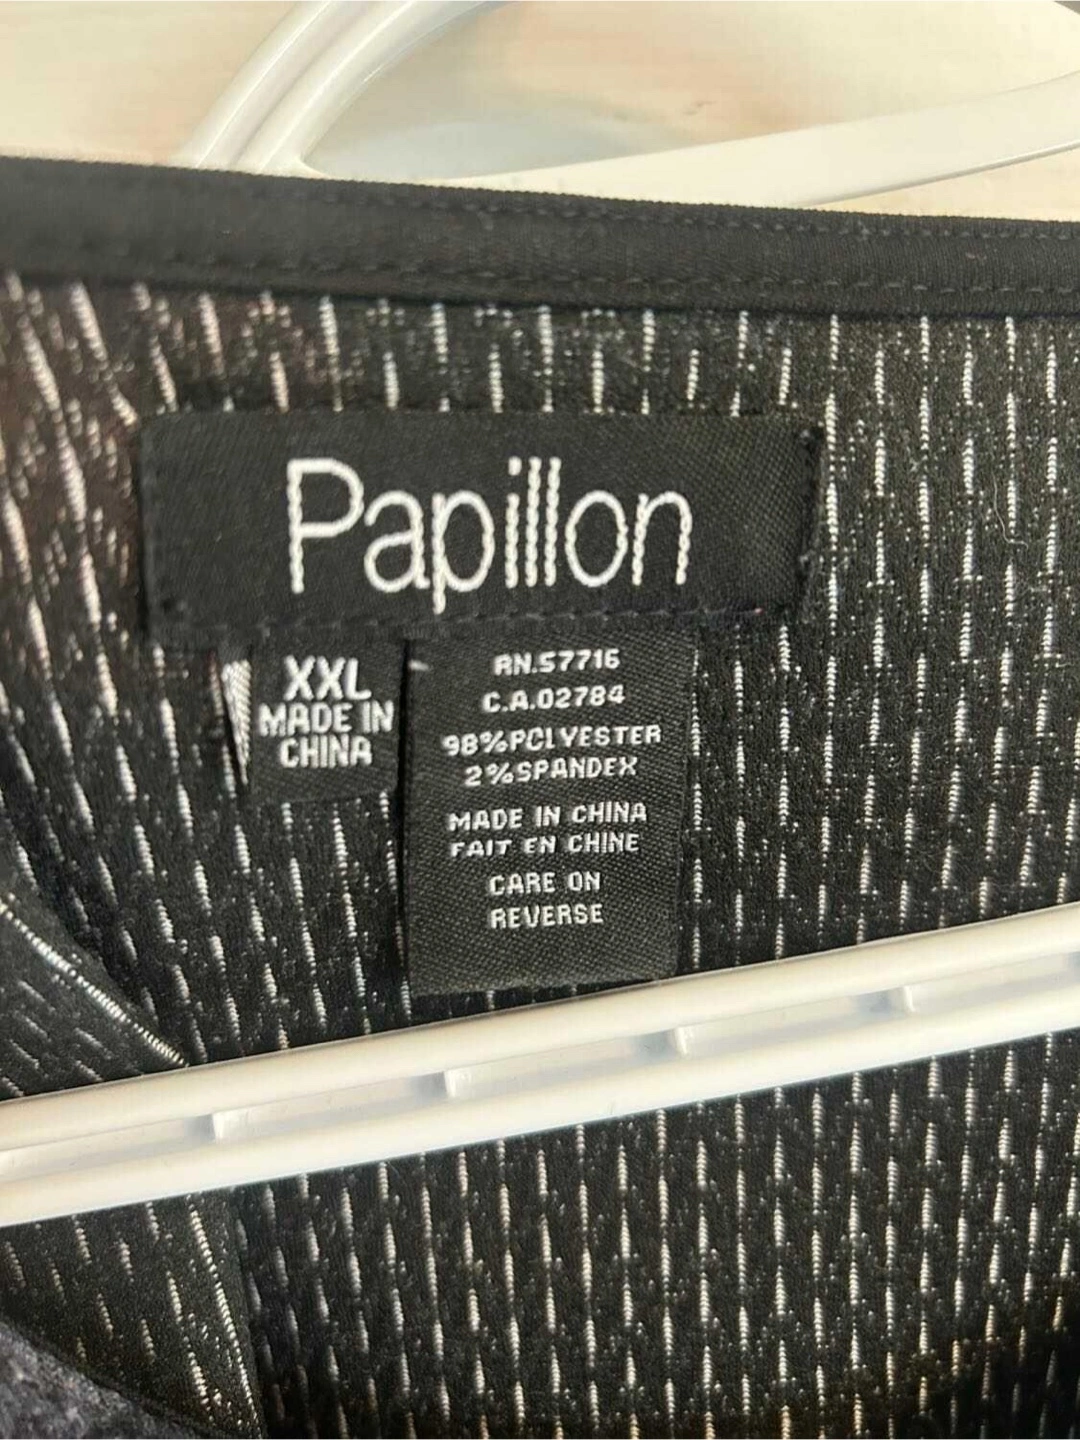 Papillon
XXL
MADE IN
CHINA
RN.57716
C.A.02784
98%POLYESTER
2%SPANDEX
MADE IN CHINA
FAIT EN CHINE
CARE ON
REVERSE